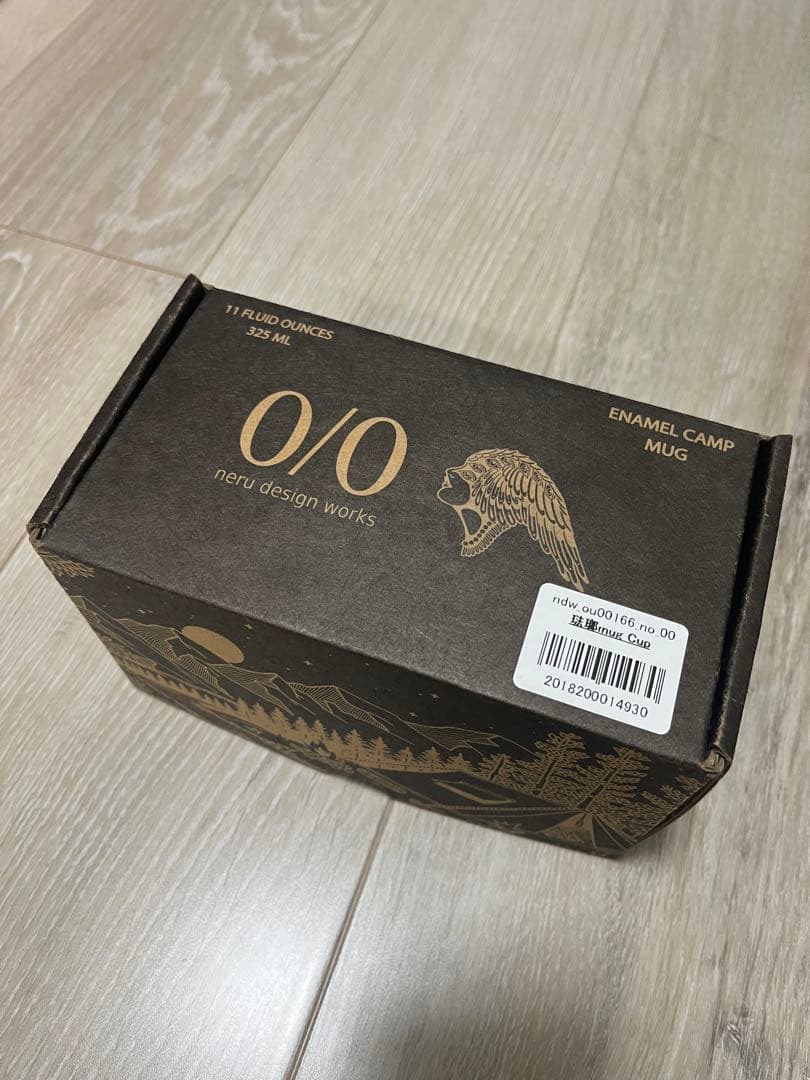 11 FLUID OUNCES
325 ML
0/0
neru design works
ENAMEL CAMP
MUG
ndw_ou00166_no_00
琺瑯mug Cup
2018200014930